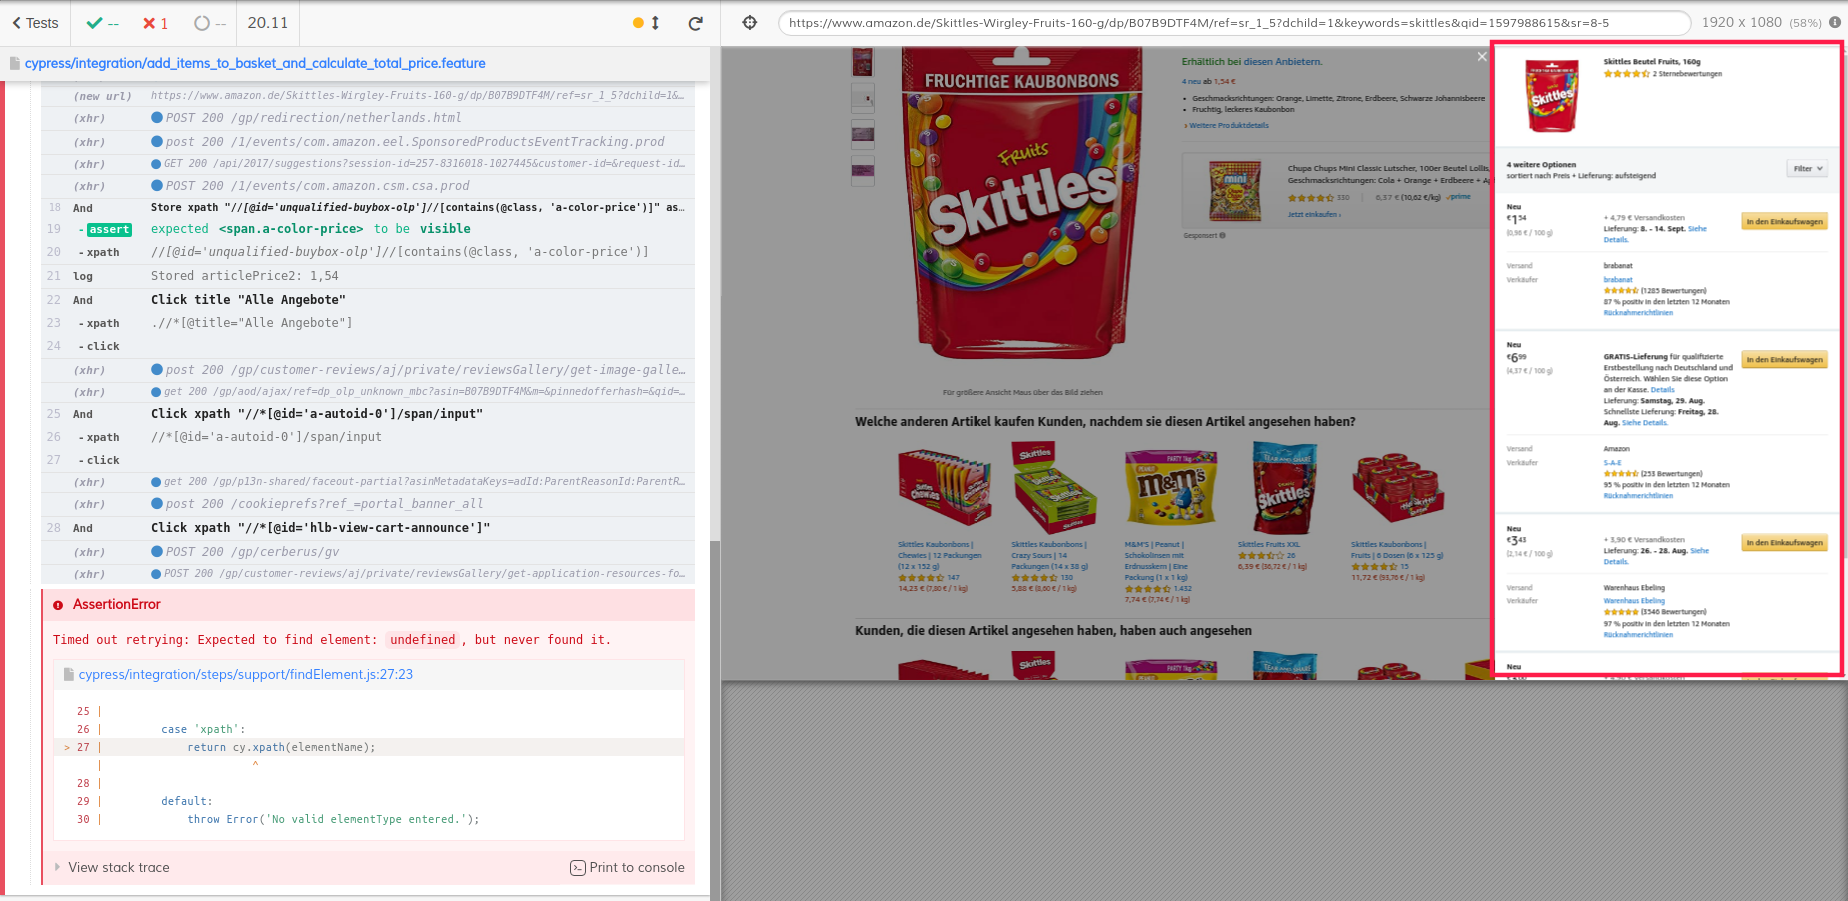 Tests
--
1
--
20.11
https://www.amazon.de/Skittles-Wirgley-Fruits-160-g/dp/B07B9DTF4M/ref=sr_1_5?dchild=1&keywords=skittles&qid=1597988615&sr=8-5
1920 x 1080 (58%)
cypress/integration/add_items_to_basket_and_calculate_total_price.feature
(new url) https://www.amazon.de/Skittles-Wirgley-Fruits-160-g/dp/B07B9DTF4M/ref=sr_1_5?dchild=1&…
(xhr) POST 200 /gp/redirection/netherlands.html
(xhr) post 200 /1/events/com.amazon.eel.SponsoredProductsEventTracking.prod
(xhr) GET 200 /api/2017/suggestions?session-id=257-8316018-1027445&customer-id=&request-id…
(xhr) POST 200 /1/events/com.amazon.csm.csa.prod
18 And Store xpath "//[@id='unqualified-buybox-olp']//[contains(@class, 'a-color-price')]" as…
19 - assert expected <span.a-color-price> to be visible
20 - xpath //[@id='unqualified-buybox-olp']//[contains(@class, 'a-color-price')]
21 log Stored articlePrice2: 1,54
22 And Click title "Alle Angebote"
23 - xpath .//*[@title="Alle Angebote"]
24 - click
(xhr) post 200 /gp/customer-reviews/aj/private/reviewsGallery/get-image-galle…
(xhr) get 200 /gp/aod/ajax/ref=dp_olp_unknown_mbc?asin=B07B9DTF4M&m=&pinnedofferhash=&qid=…
25 And Click xpath "//*[@id='a-autoid-0']/span/input"
26 - xpath //*[@id='a-autoid-0']/span/input
27 - click
(xhr) get 200 /gp/p13n-shared/faceout-partial?asinMetadataKeys=adId:ParentReasonId:ParentR…
(xhr) post 200 /cookieprefs?ref_=portal_banner_all
28 And Click xpath "//*[@id='hlb-view-cart-announce']"
(xhr) POST 200 /gp/cerberus/gv
(xhr) POST 200 /gp/customer-reviews/aj/private/reviewsGallery/get-application-resources-fo…
AssertionError
Timed out retrying: Expected to find element: undefined, but never found it.
cypress/integration/steps/support/findElement.js:27:23
25 |
26 | case 'xpath':
> 27 | return cy.xpath(elementName);
| ^
28 |
29 | default:
30 | throw Error('No valid elementType entered.');
View stack trace
Print to console
FRUCHTIGE KAUBONBONS
Fruits
Skittles
Für größere Ansicht Maus über das Bild ziehen
Erhältlich bei diesen Anbietern.
4 neu ab 1,54 €
Geschmacksrichtungen: Orange, Limette, Zitrone, Erdbeere, Schwarze Johannisbeere
Fruchtig, leckeres Kaubonbon
› Weitere Produktdetails
Chupa Chups Mini Classic Lutscher, 100er Beutel Lollis,
Geschmacksrichtungen: Cola + Orange + Erdbeere + Ap
330 6,37 € (10,62 €/kg) prime
Jetzt einkaufen ›
Gesponsert
Welche anderen Artikel kaufen Kunden, nachdem sie diesen Artikel angesehen haben?
Skittles Kaubonbons |
Chewies | 12 Packungen
(12 x 152 g)
147
14,23 € (7,80 € / 1 kg)
Skittles Kaubonbons |
Crazy Sours | 14
Packungen (14 x 38 g)
130
5,88 € (8,60 € / 1 kg)
M&M'S | Peanut |
Schokolinsen mit
Erdnusskern | Eine
Packung (1 x 1 kg)
1.432
7,74 € (7,74 € / 1 kg)
Skittles Fruits XXL
26
6,39 € (36,72 € / 1 kg)
Skittles Kaubonbons |
Fruits | 6 Dosen (6 x 125 g)
15
11,72 € (93,76 € / 1 kg)
Kunden, die diesen Artikel angesehen haben, haben auch angesehen
Skittles Beutel Fruits, 160g
2 Sternebewertungen
4 weitere Optionen
sortiert nach Preis + Lieferung: aufsteigend
Filter
Neu
€1 54
(0,96 € / 100 g)
+ 4,79 € Versandkosten
Lieferung: 8. - 14. Sept. Siehe
Details.
In den Einkaufswagen
Versand brabanat
Verkäufer brabanat
(1285 Bewertungen)
87 % positiv in den letzten 12 Monaten
Rücknahmerichtlinien
Neu
€6 99
(4,37 € / 100 g)
GRATIS-Lieferung für qualifizierte
Erstbestellung nach Deutschland und
Österreich. Wählen Sie diese Option
an der Kasse. Details
Lieferung: Samstag, 29. Aug.
Schnellste Lieferung: Freitag, 28.
Aug. Siehe Details.
In den Einkaufswagen
Versand Amazon
Verkäufer S-A-E
(253 Bewertungen)
95 % positiv in den letzten 12 Monaten
Rücknahmerichtlinien
Neu
€3 43
(2,14 € / 100 g)
+ 3,90 € Versandkosten
Lieferung: 26. - 28. Aug. Siehe
Details.
In den Einkaufswagen
Versand Warenhaus Ebeling
Verkäufer Warenhaus Ebeling
(3546 Bewertungen)
97 % positiv in den letzten 12 Monaten
Rücknahmerichtlinien
Neu